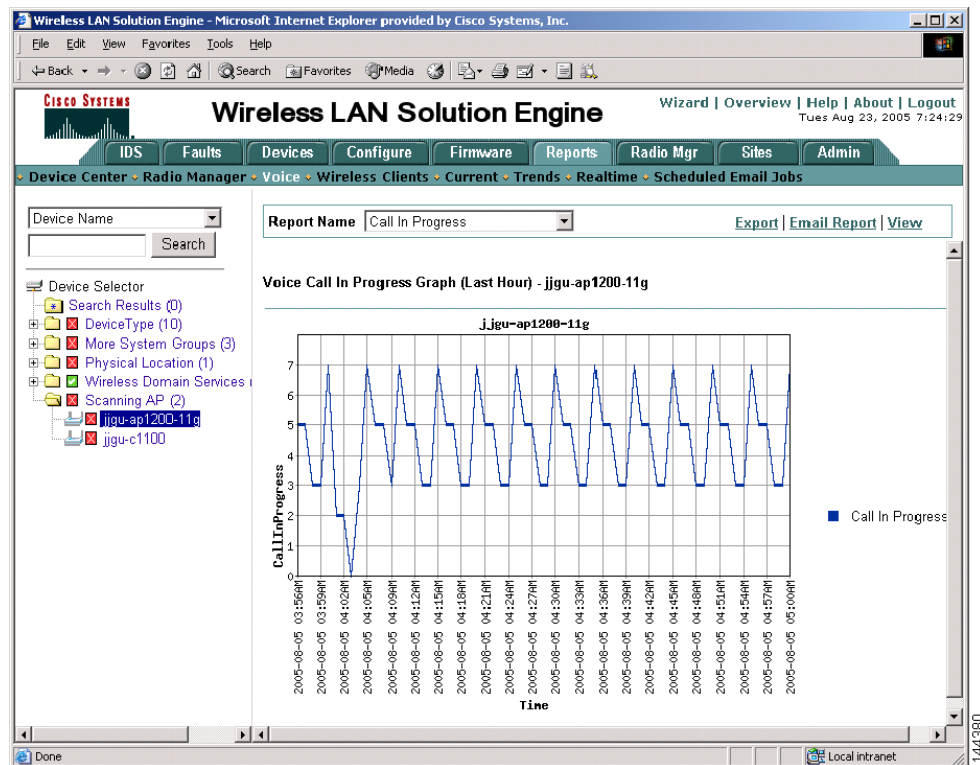 Wireless LAN Solution Engine - Microsoft Internet Explorer provided by Cisco Systems, Inc.
File Edit View Favorites Tools Help
Back Search Favorites Media
CISCO SYSTEMS
Wireless LAN Solution Engine
Wizard | Overview | Help | About | Logout
Tues Aug 23, 2005 7:24:29
IDS Faults Devices Configure Firmware Reports Radio Mgr Sites Admin
Device Center Radio Manager Voice Wireless Clients Current Trends Realtime Scheduled Email Jobs
Device Name
Search
Report Name Call In Progress
Export | Email Report | View
Device Selector
Search Results (0)
DeviceType (10)
More System Groups (3)
Physical Location (1)
Wireless Domain Services
Scanning AP (2)
jjgu-ap1200-11g
jjgu-c1100
Voice Call In Progress Graph (Last Hour) - jjgu-ap1200-11g
jjgu-ap1200-11g
7
6
5
4
3
2
1
0
CallInProgress
2005-08-05 03:56AM
2005-08-05 03:59AM
2005-08-05 04:02AM
2005-08-05 04:05AM
2005-08-05 04:09AM
2005-08-05 04:12AM
2005-08-05 04:15AM
2005-08-05 04:18AM
2005-08-05 04:21AM
2005-08-05 04:24AM
2005-08-05 04:27AM
2005-08-05 04:30AM
2005-08-05 04:33AM
2005-08-05 04:36AM
2005-08-05 04:39AM
2005-08-05 04:42AM
2005-08-05 04:45AM
2005-08-05 04:48AM
2005-08-05 04:51AM
2005-08-05 04:54AM
2005-08-05 04:57AM
2005-08-05 05:00AM
Time
Call In Progress
Done
Local intranet
144380